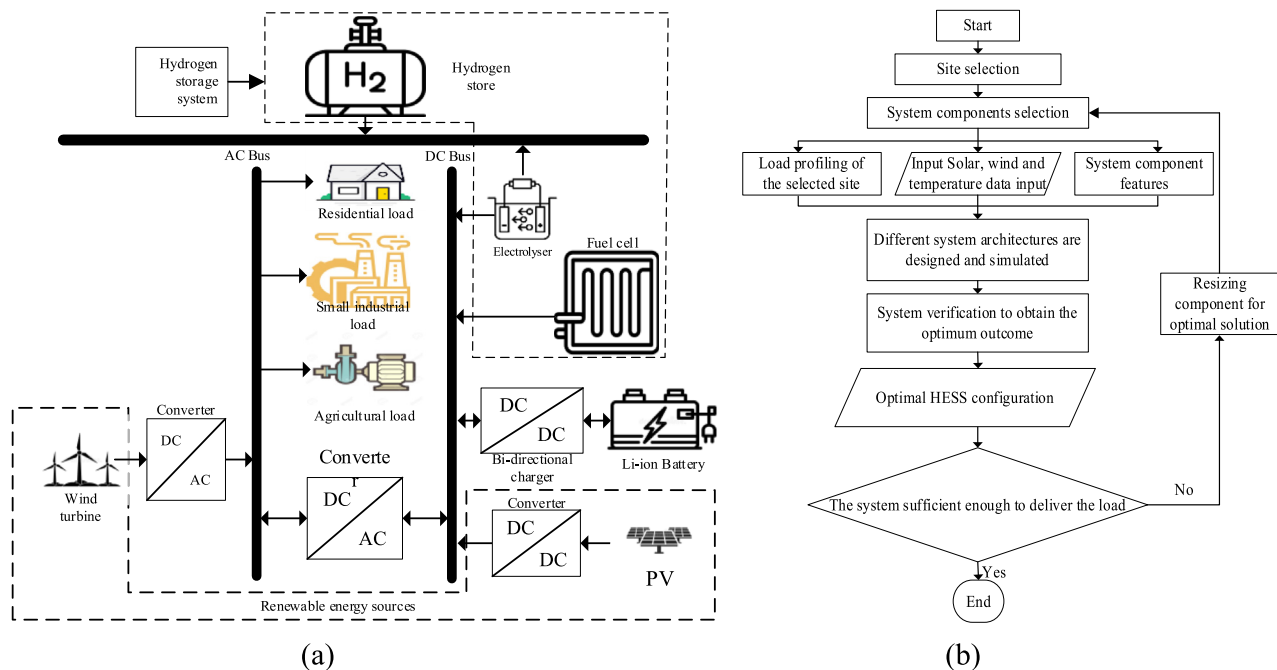 Hydrogen
storage
system
H2
Hydrogen
store
AC Bus
DC Bus
Residential load
Electrolyser
Fuel cell
Small industrial
load
Agricultural load
Converter
DC
AC
Wind
turbine
Converte
r
DC
AC
DC
DC
Bi-directional
charger
Li-ion Battery
Converter
DC
DC
PV
Renewable energy sources
(a)
Start
Site selection
System components selection
Load profiling of
the selected site
Input Solar, wind and
temperature data input
System component
features
Different system architectures are
designed and simulated
System verification to obtain the
optimum outcome
Resizing
component for
optimal solution
Optimal HESS configuration
The system sufficient enough to deliver the load
No
Yes
End
(b)